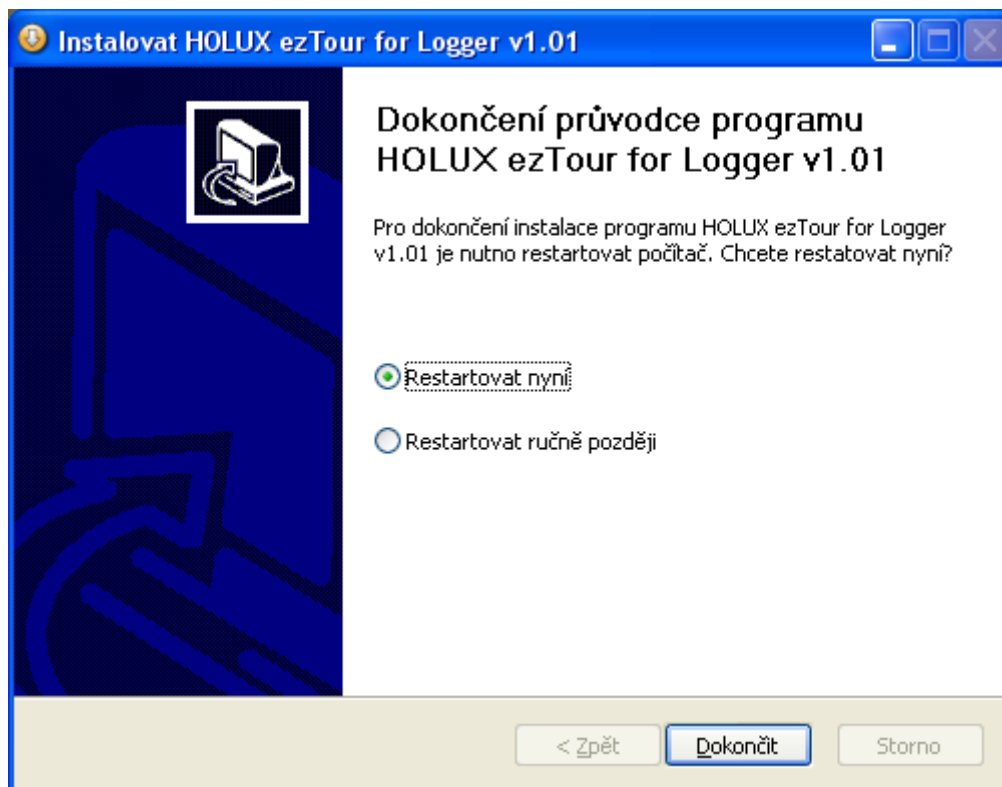 Instalovat HOLUX ezTour for Logger v1.01
Dokončení průvodce programu
HOLUX ezTour for Logger v1.01
Pro dokončení instalace programu HOLUX ezTour for Logger
v1.01 je nutno restartovat počítač. Chcete restatovat nyní?
Restartovat nyní
Restartovat ručně později
< Zpět
Dokončit
Storno